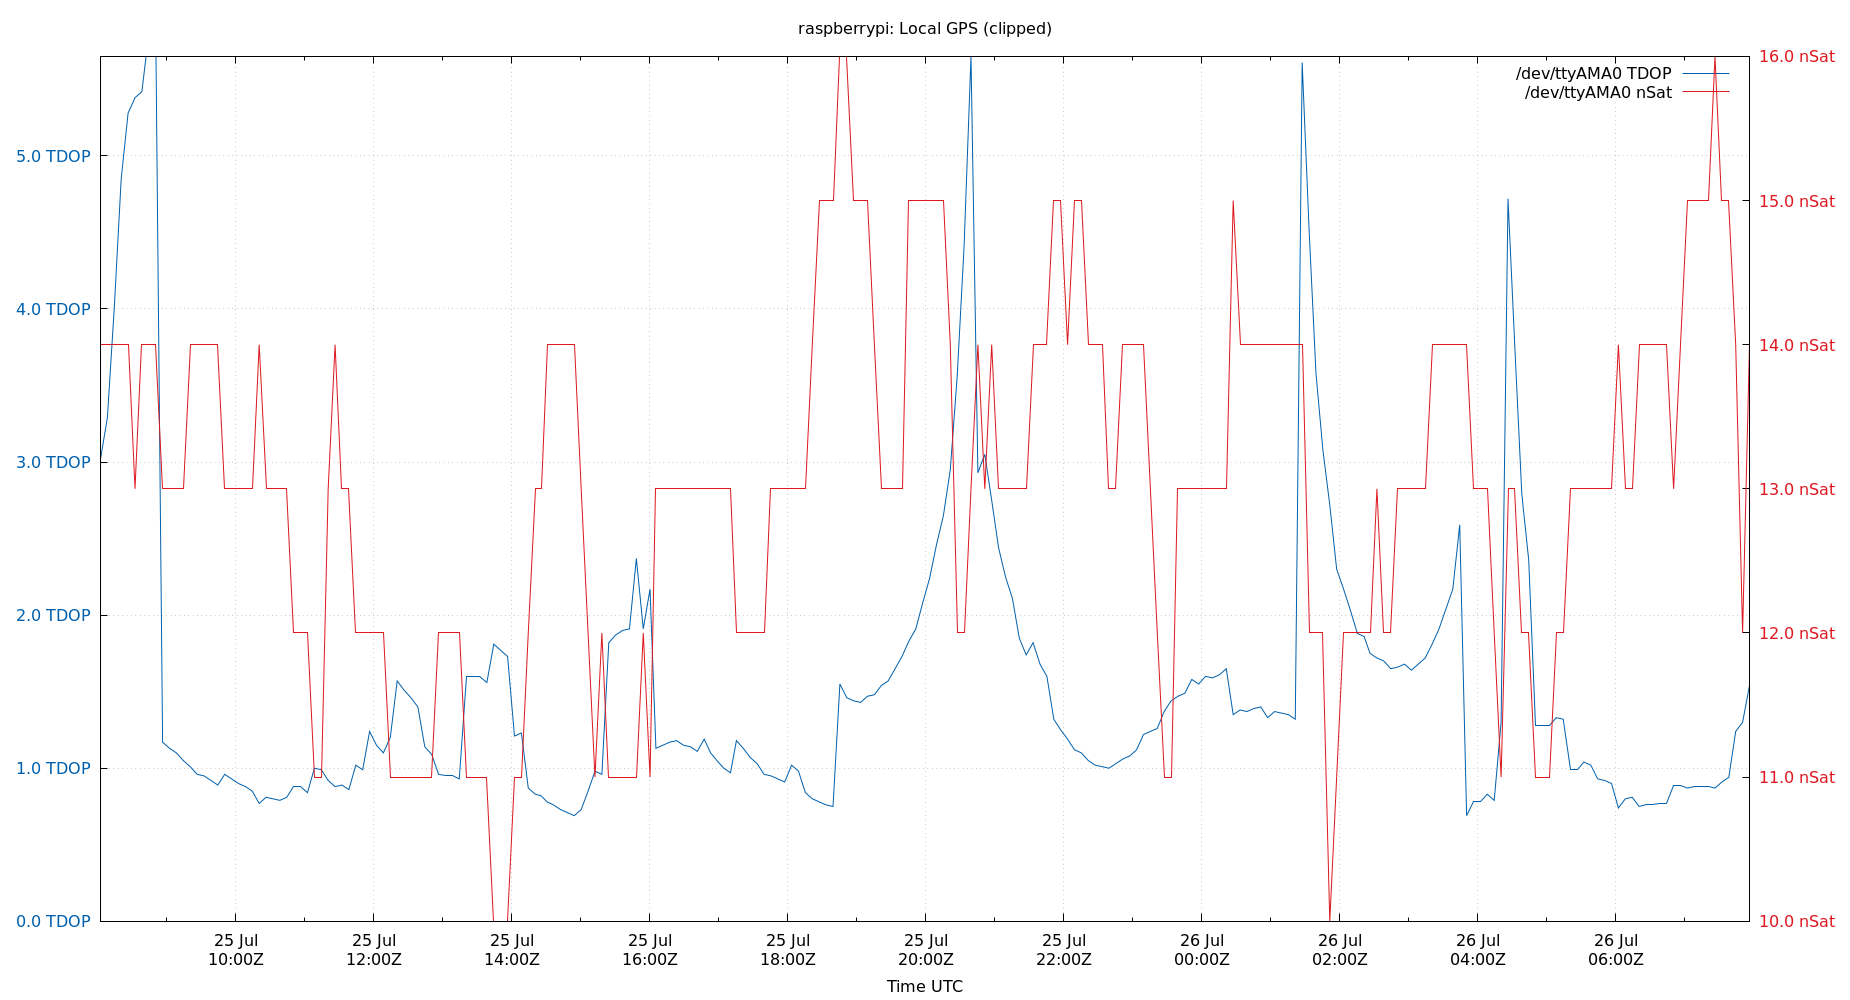 raspberrypi: Local GPS (clipped)
/dev/ttyAMA0 TDOP
/dev/ttyAMA0 nSat
5.0 TDOP
4.0 TDOP
3.0 TDOP
2.0 TDOP
1.0 TDOP
0.0 TDOP
16.0 nSat
15.0 nSat
14.0 nSat
13.0 nSat
12.0 nSat
11.0 nSat
10.0 nSat
25 Jul
10:00Z
25 Jul
12:00Z
25 Jul
14:00Z
25 Jul
16:00Z
25 Jul
18:00Z
25 Jul
20:00Z
25 Jul
22:00Z
26 Jul
00:00Z
26 Jul
02:00Z
26 Jul
04:00Z
26 Jul
06:00Z
Time UTC